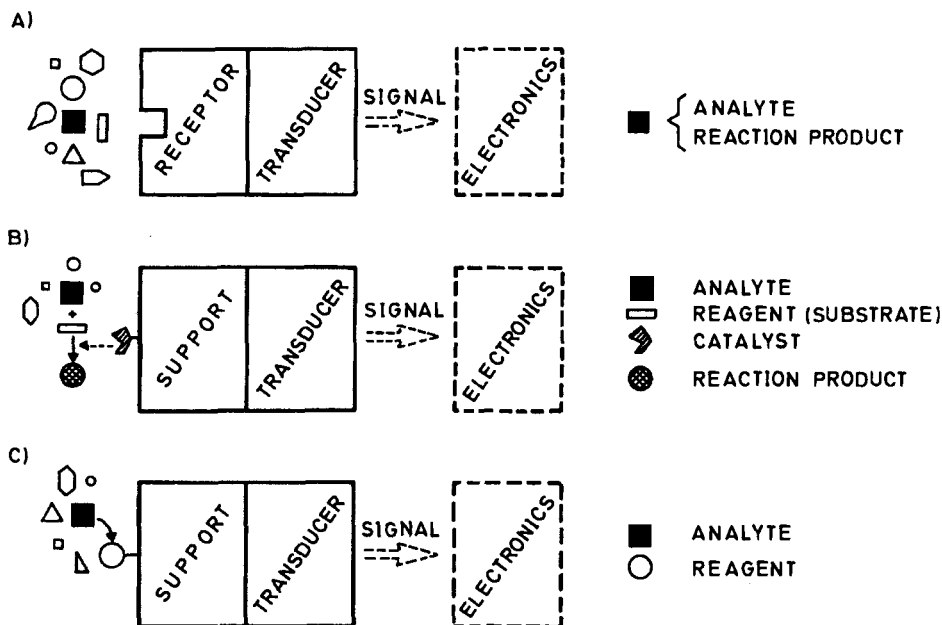 A)
RECEPTOR
TRANSDUCER
SIGNAL
ELECTRONICS
ANALYTE
REACTION PRODUCT
B)
SUPPORT
TRANSDUCER
SIGNAL
ELECTRONICS
ANALYTE
REAGENT (SUBSTRATE)
CATALYST
REACTION PRODUCT
C)
SUPPORT
TRANSDUCER
SIGNAL
ELECTRONICS
ANALYTE
REAGENT